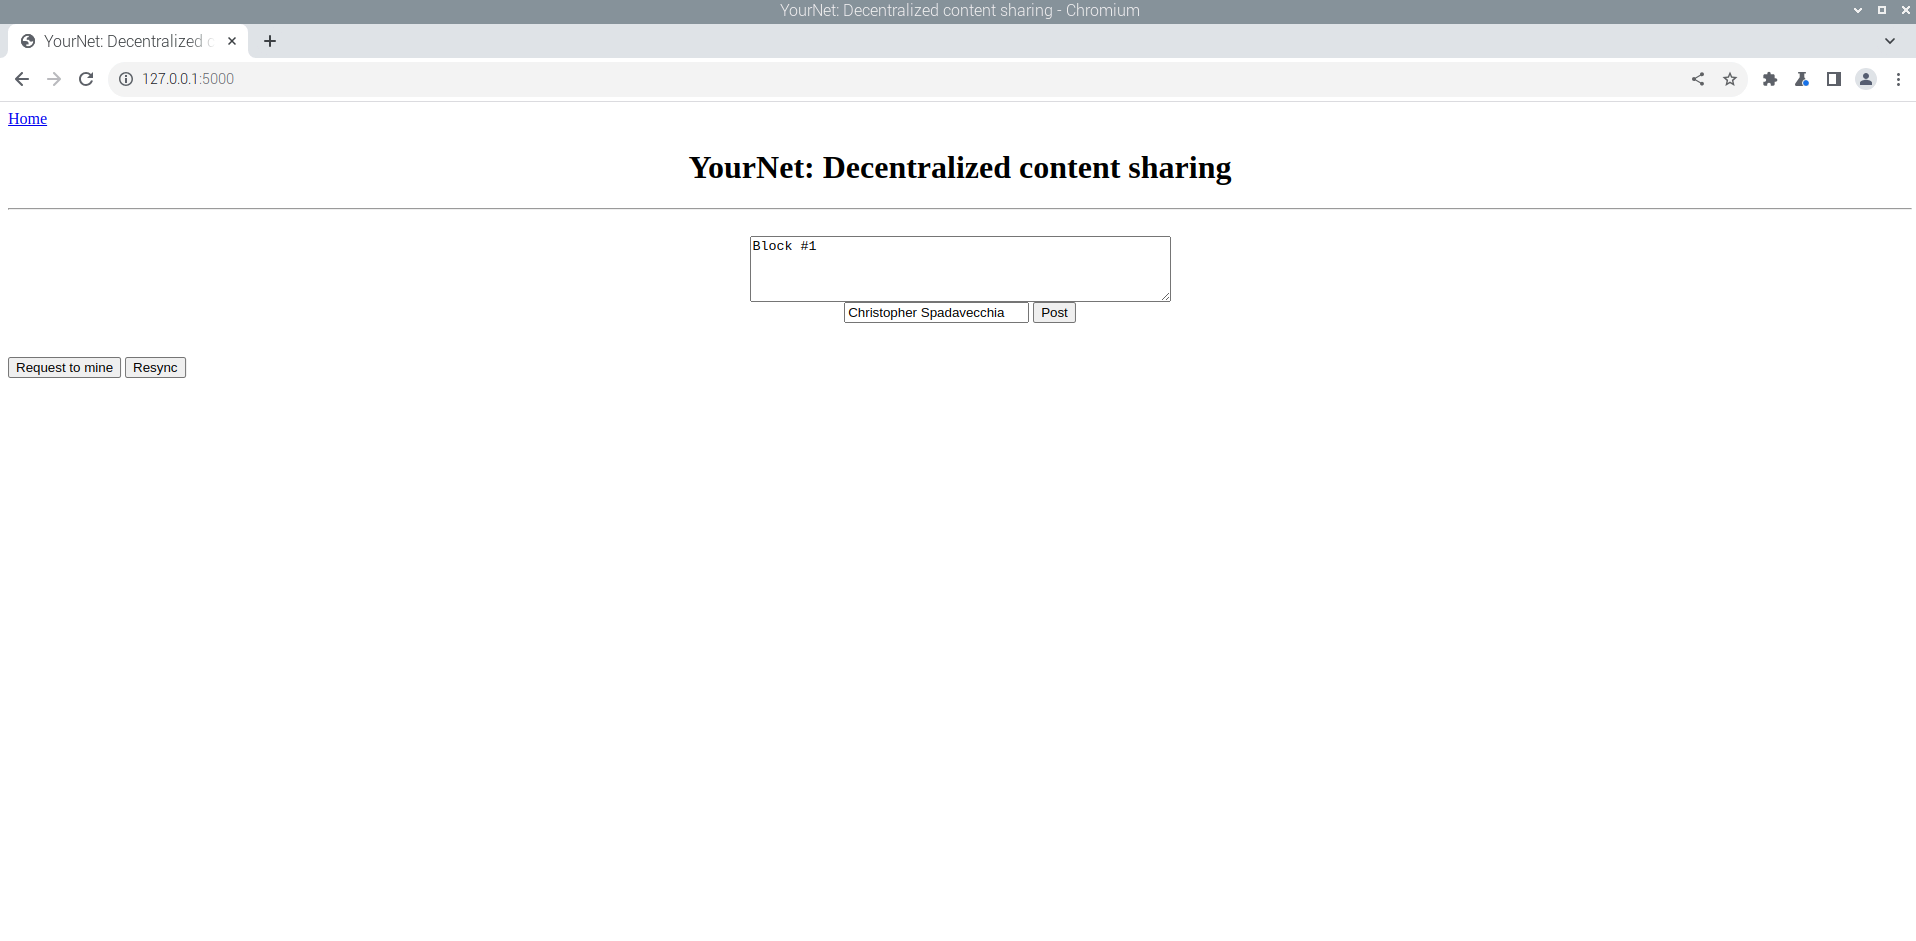 YourNet: Decentralized content sharing - Chromium
YourNet: Decentralized c
127.0.0.1:5000
Home
YourNet: Decentralized content sharing
Block #1
Christopher Spadavecchia Post
Request to mine Resync